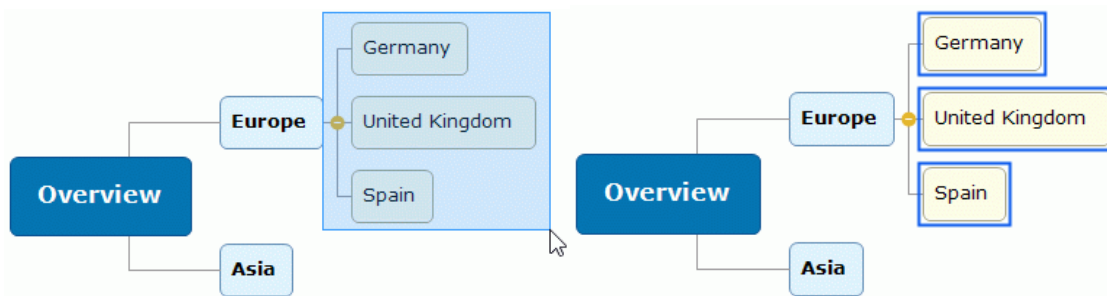 Germany
Europe
United Kingdom
Overview
Spain
Asia
Germany
Europe
United Kingdom
Overview
Spain
Asia